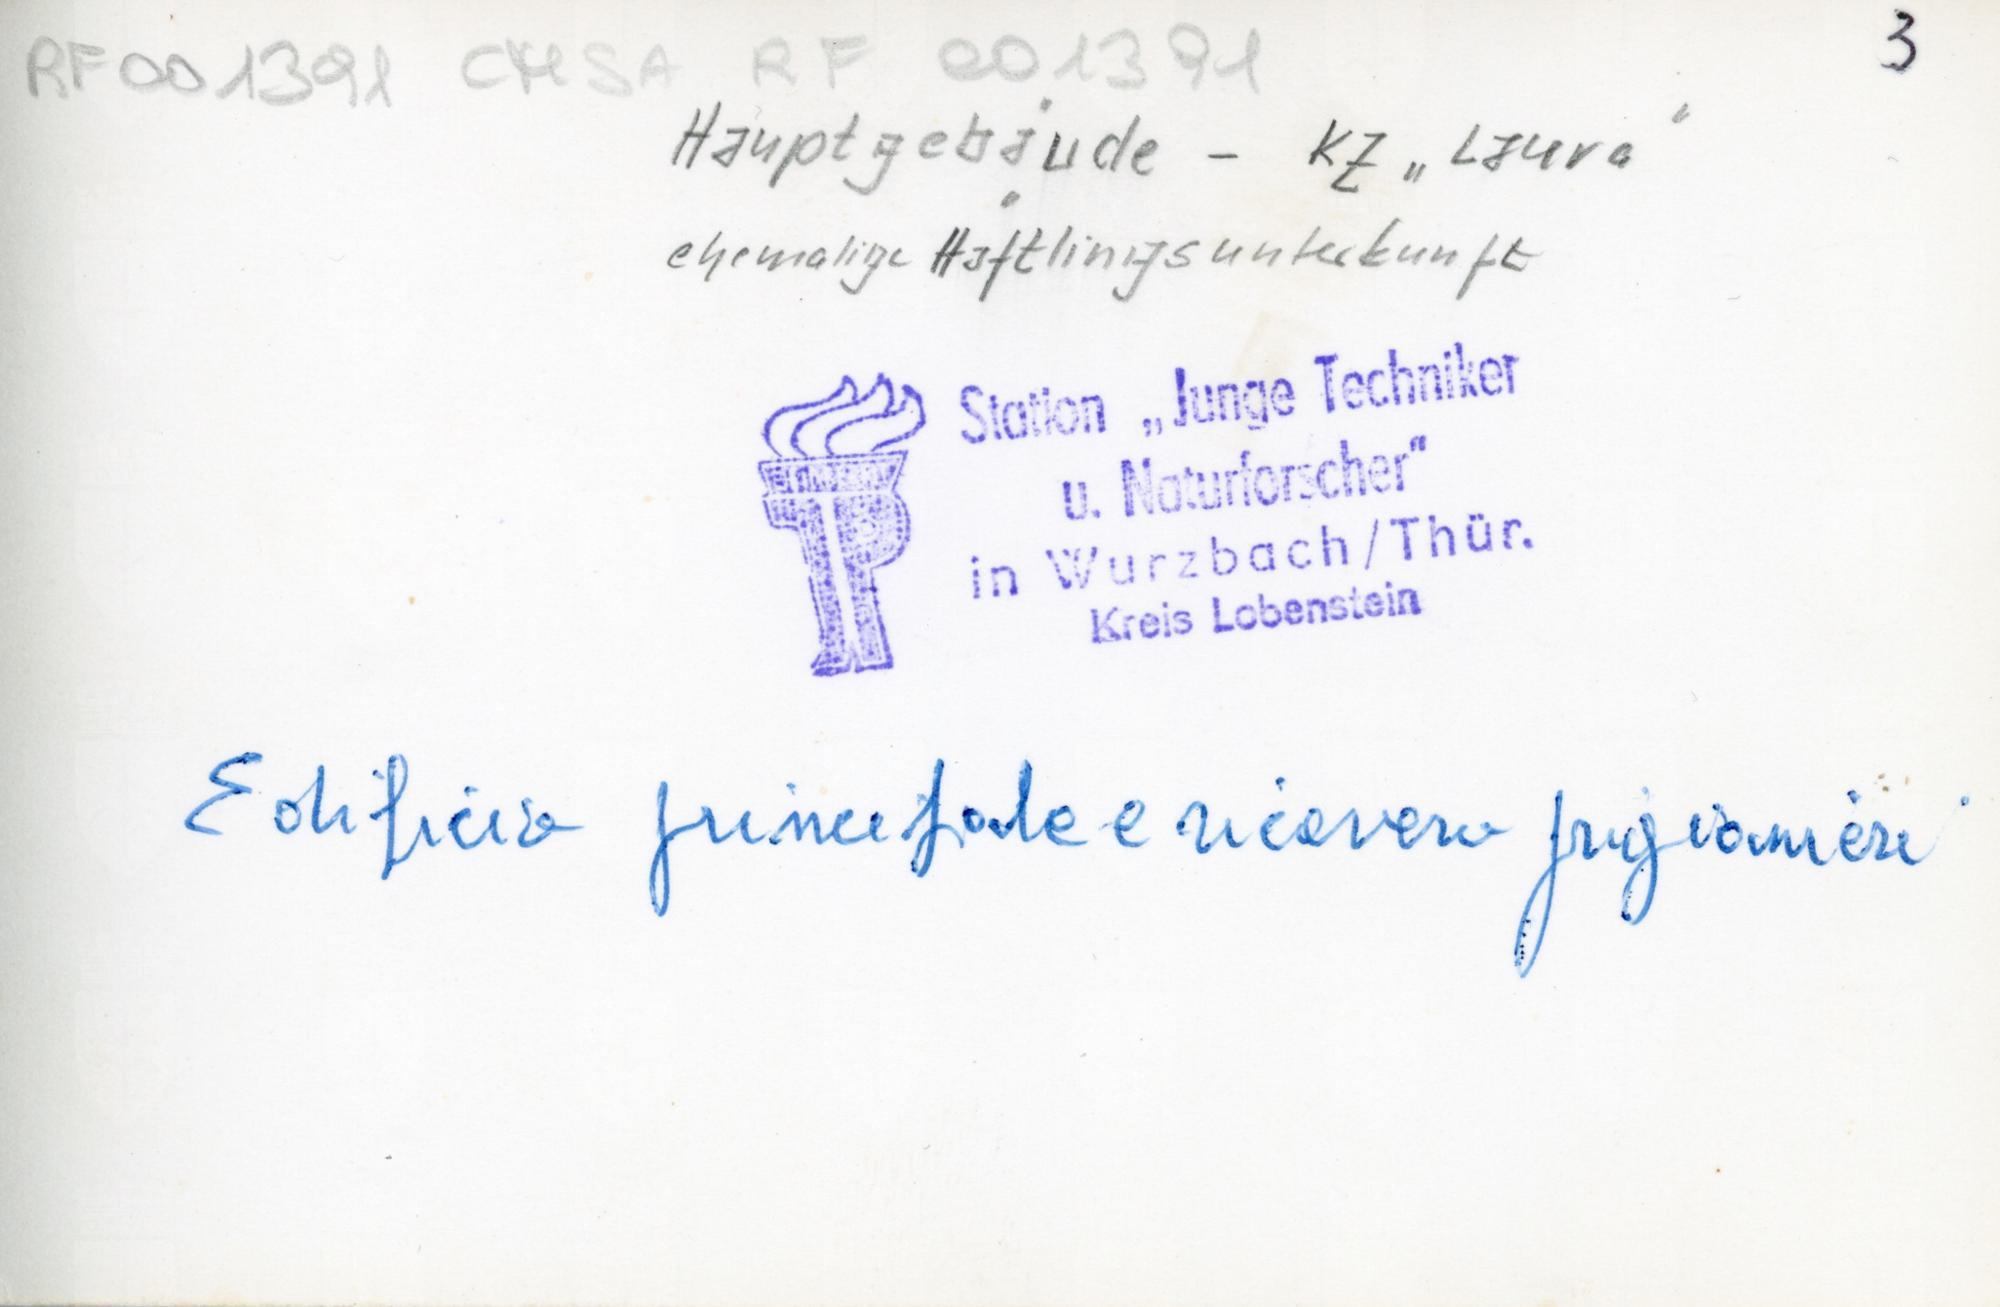 RF001391 CMSA RF 001391
3
Hauptgebäude - KZ „Laura"
ehemalige Häftlingsunterkunft
Station „Junge Techniker
u. Naturforscher"
in Wurzbach/Thür.
Kreis Lobenstein
Edificio principale e ricovero prigionieri